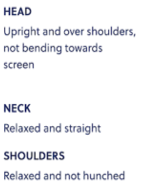 HEAD
Upright and over shoulders,
not bending towards
screen
NECK
Relaxed and straight
SHOULDERS
Relaxed and not hunched